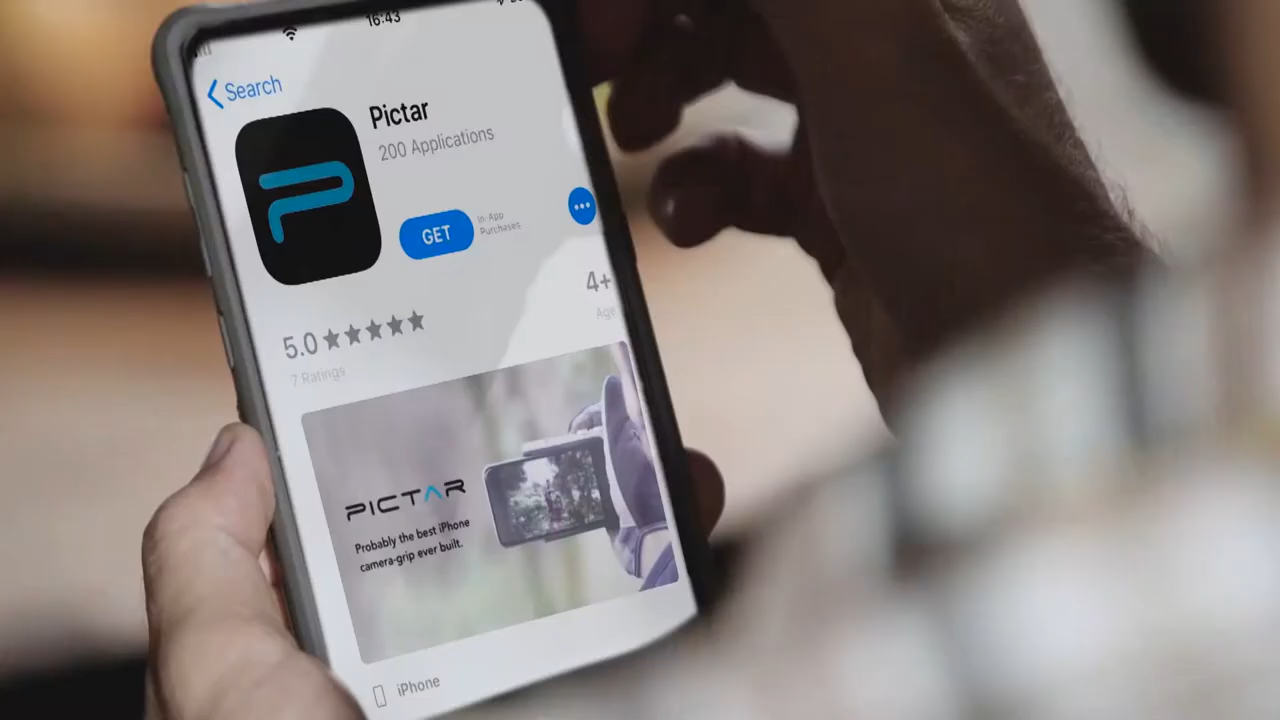 16:43
Search
Pictar
200 Applications
GET
In-App
Purchases
4+
Age
5.0
7 Ratings
PICTAR
Probably the best iPhone
camera-grip ever built.
iPhone